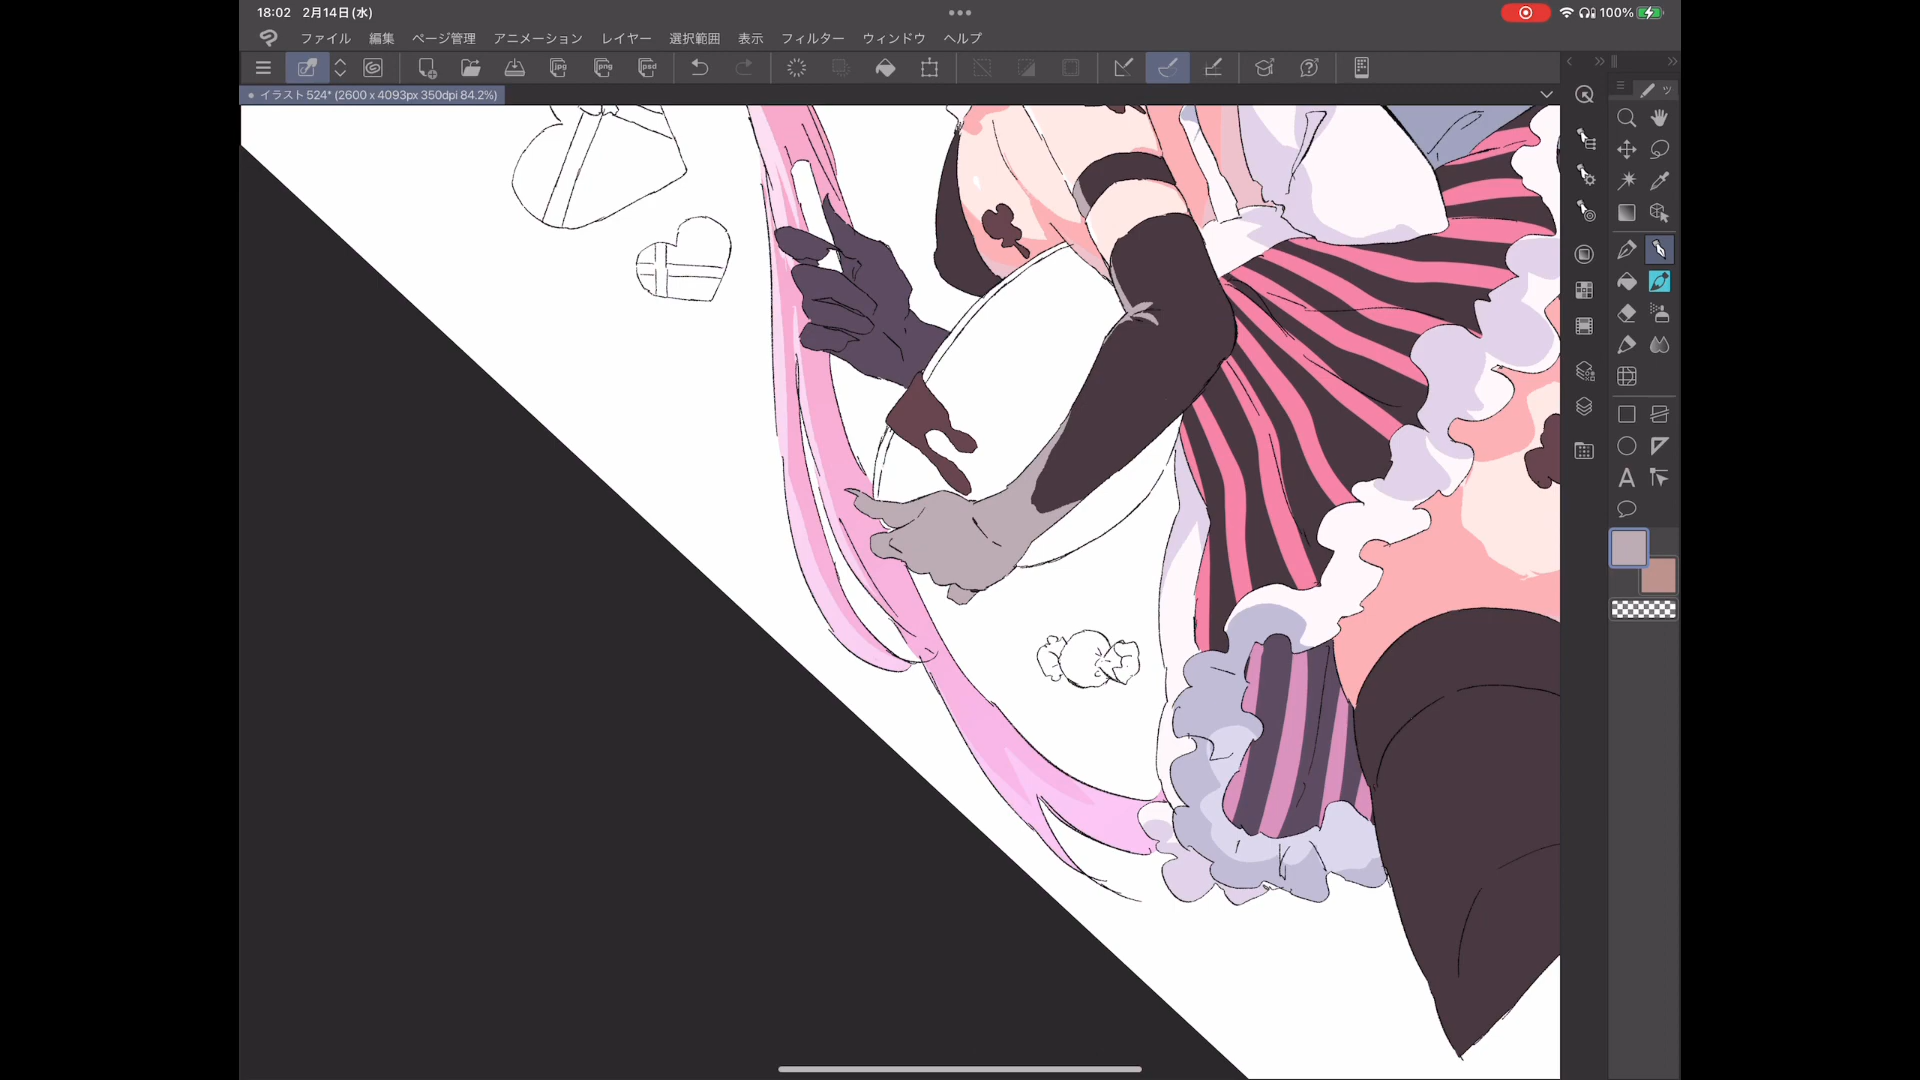 18:02 2月14日(水)
100%
ファイル 編集 ページ管理 アニメーション レイヤー 選択範囲 表示 フィルター ウィンドウ ヘルプ
jpg png psd
イラスト524* (2600 x 4093px 350dpi 84.2%)